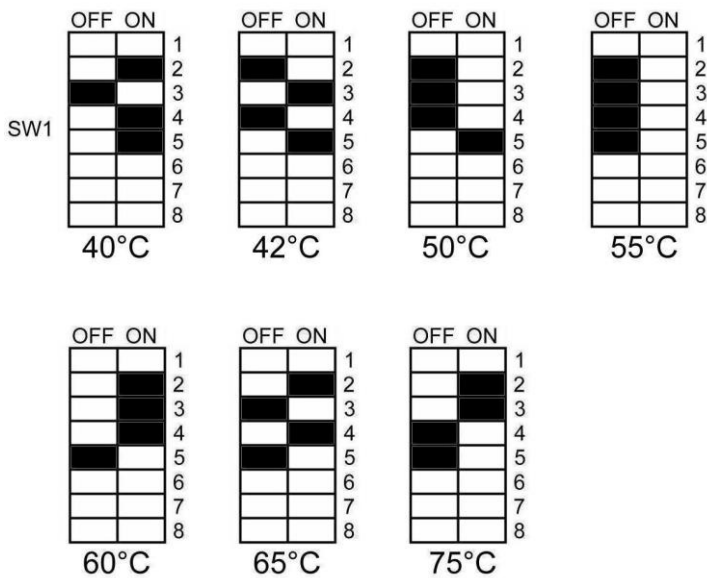 OFF ON OFF ON OFF ON OFF ON
1 1 1 1
2 2 2 2
3 3 3 3
4 4 4 4
SW1 5 5 5 5
6 6 6 6
7 7 7 7
8 8 8 8
40°C 42°C 50°C 55°C
OFF ON OFF ON OFF ON
1 1 1
2 2 2
3 3 3
4 4 4
5 5 5
6 6 6
7 7 7
8 8 8
60°C 65°C 75°C